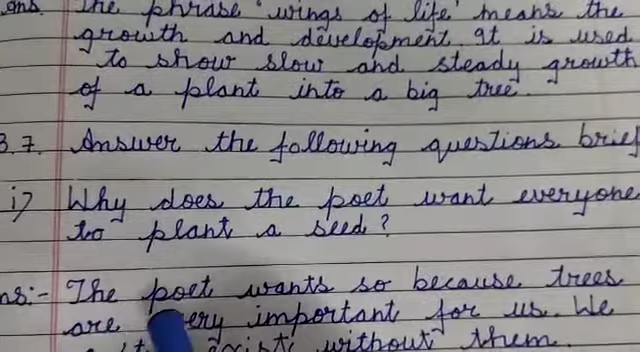 ans. The phrase "wings of life" means the
growth and development. It is used
to show slow and steady growth
of a plant into a big tree.
3.7. Answer the following questions brief
i) Why does the poet want everyone
to plant a seed?
ns:- The poet wants so because trees
are very important for us. We
exist without them.